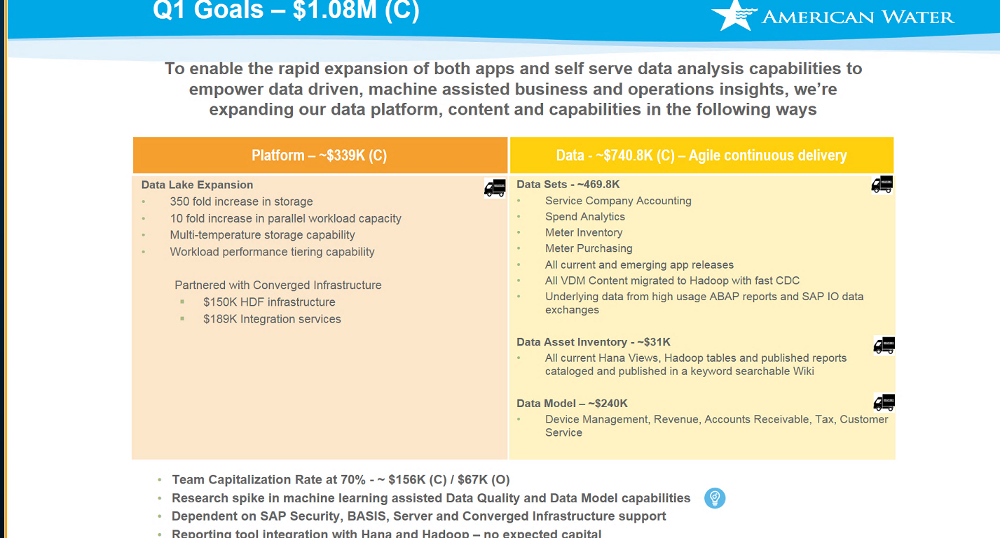 Q1 Goals – $1.08M (C)
AMERICAN WATER
To enable the rapid expansion of both apps and self serve data analysis capabilities to
empower data driven, machine assisted business and operations insights, we’re
expanding our data platform, content and capabilities in the following ways
Platform – ~$339K (C)
Data Lake Expansion
• 350 fold increase in storage
• 10 fold increase in parallel workload capacity
• Multi-temperature storage capability
• Workload performance tiering capability
Partnered with Converged Infrastructure
▪ $150K HDF infrastructure
▪ $189K Integration services
Data - ~$740.8K (C) – Agile continuous delivery
Data Sets - ~469.8K
• Service Company Accounting
• Spend Analytics
• Meter Inventory
• Meter Purchasing
• All current and emerging app releases
• All VDM Content migrated to Hadoop with fast CDC
• Underlying data from high usage ABAP reports and SAP IO data
exchanges
Data Asset Inventory - ~$31K
• All current Hana Views, Hadoop tables and published reports
cataloged and published in a keyword searchable Wiki
Data Model – ~$240K
• Device Management, Revenue, Accounts Receivable, Tax, Customer
Service
• Team Capitalization Rate at 70% - ~ $156K (C) / $67K (O)
• Research spike in machine learning assisted Data Quality and Data Model capabilities
• Dependent on SAP Security, BASIS, Server and Converged Infrastructure support
• Reporting tool integration with Hana and Hadoop – no expected capital